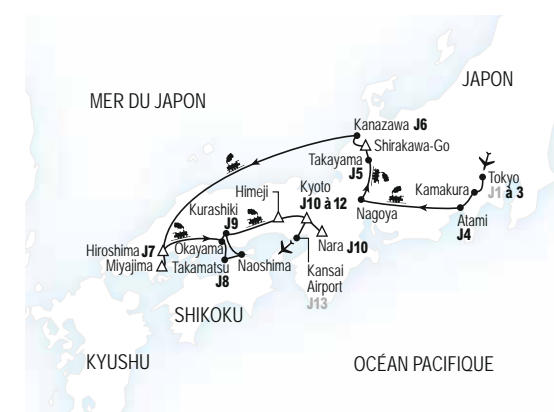 JAPON
MER DU JAPON
Kanazawa J6
Shirakawa-Go
Takayama
J5
Tokyo
J1 à 3
Kamakura
Atami
J4
Nagoya
Kyoto
J10 à 12
Himeji
Kurashiki
J9
Nara J10
Hiroshima J7
Okayama
Miyajima
Takamatsu
J8
Naoshima
Kansai
Airport
J13
SHIKOKU
KYUSHU
OCÉAN PACIFIQUE